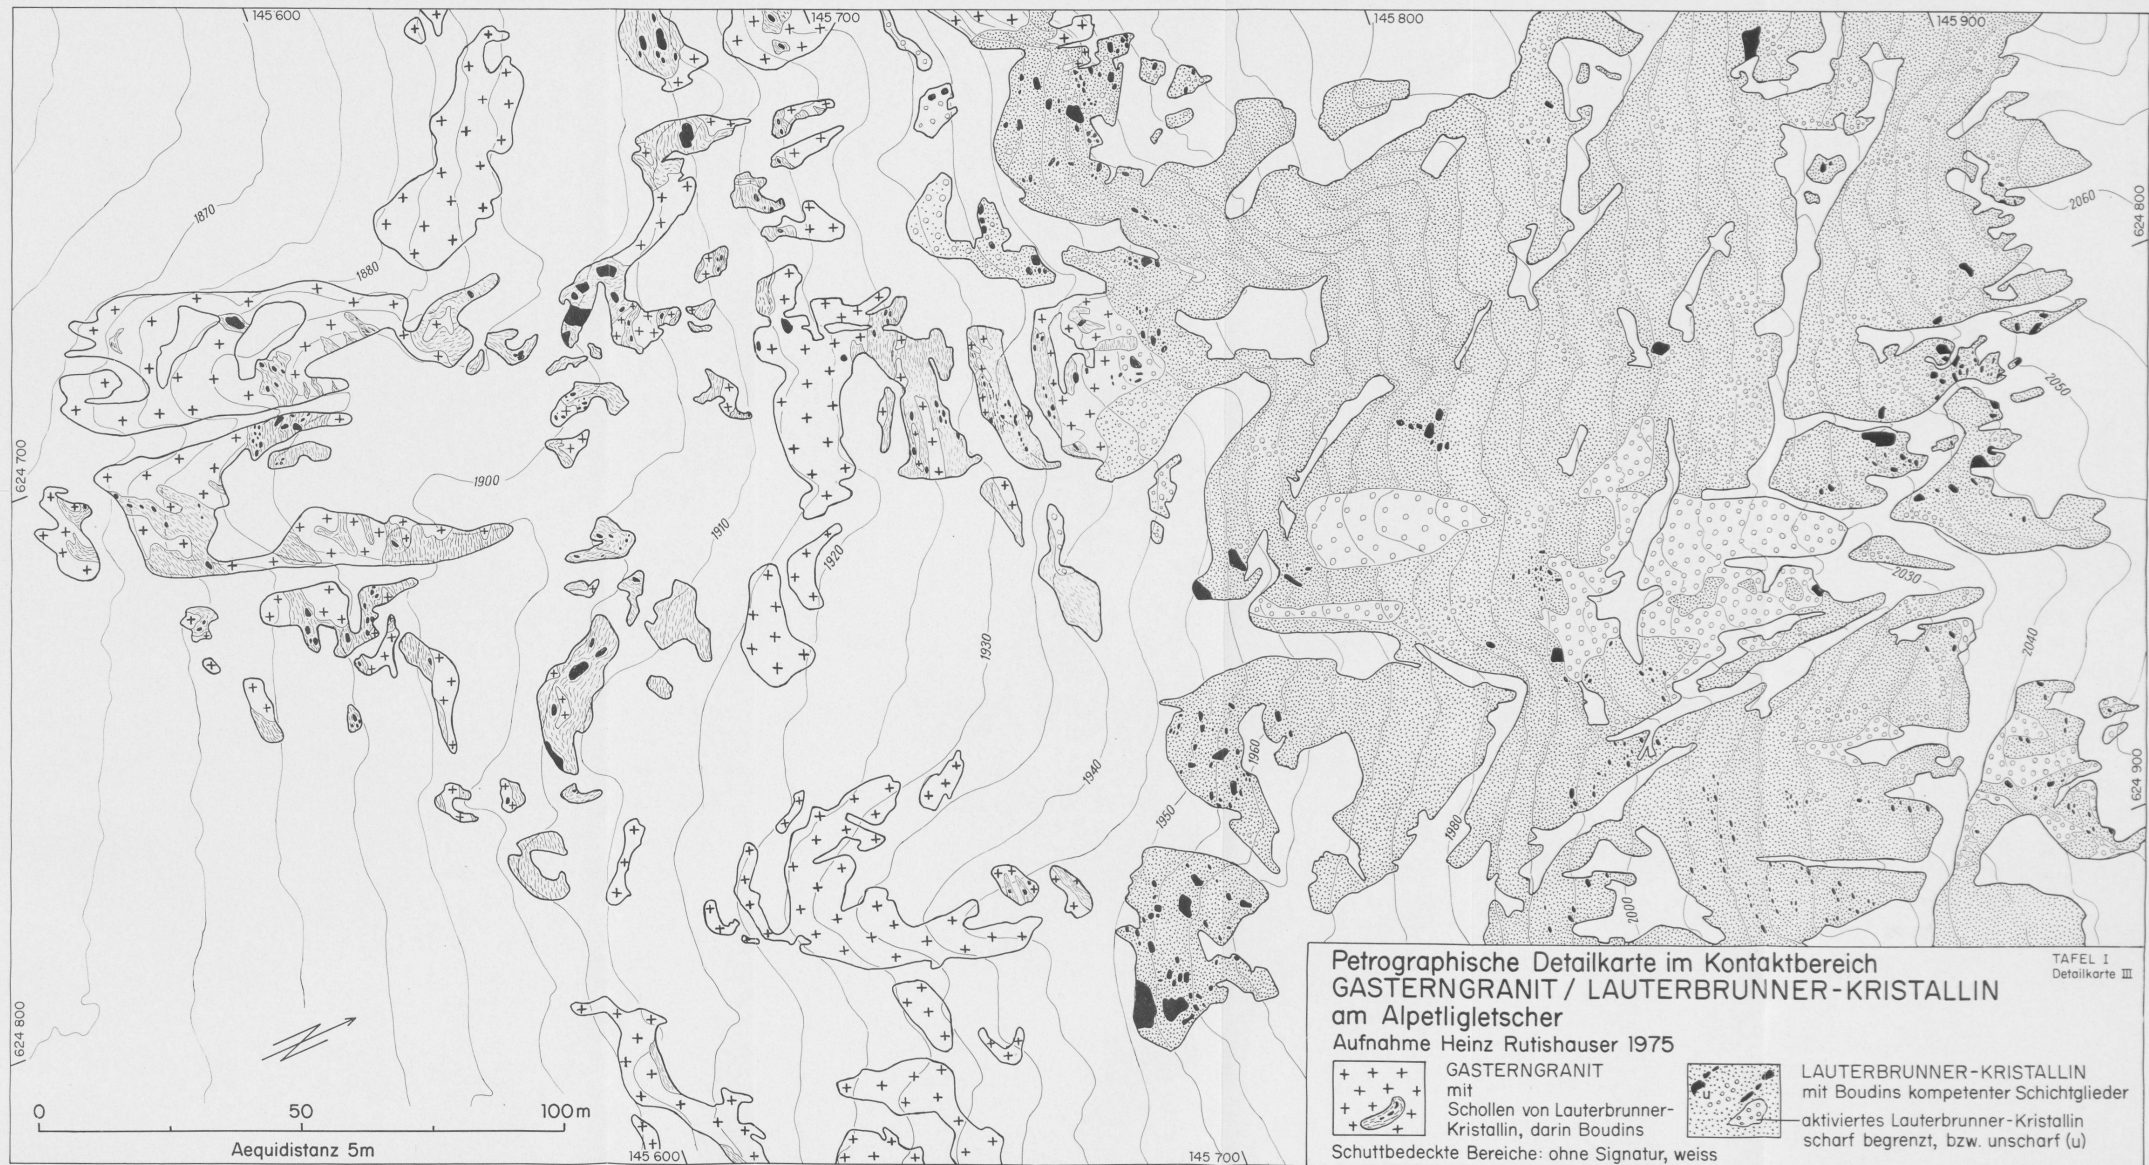 145 600
145 700
145 800
145 900
1870
1880
2060
624 800
2050
624 700
1900
1910
1920
2030
1930
2040
1940
1960
1950
1980
624 900
2000
624 800
0 50 100 m
Aequidistanz 5m
145 600
145 700
Petrographische Detailkarte im Kontaktbereich
GASTERNGRANIT / LAUTERBRUNNER-KRISTALLIN
am Alpetligletscher
Aufnahme Heinz Rutishauser 1975
TAFEL I
Detailkarte III
GASTERNGRANIT
mit
Schollen von Lauterbrunner-
Kristallin, darin Boudins
u
LAUTERBRUNNER-KRISTALLIN
mit Boudins kompetenter Schichtglieder
aktiviertes Lauterbrunner-Kristallin
scharf begrenzt, bzw. unscharf (u)
Schuttbedeckte Bereiche: ohne Signatur, weiss